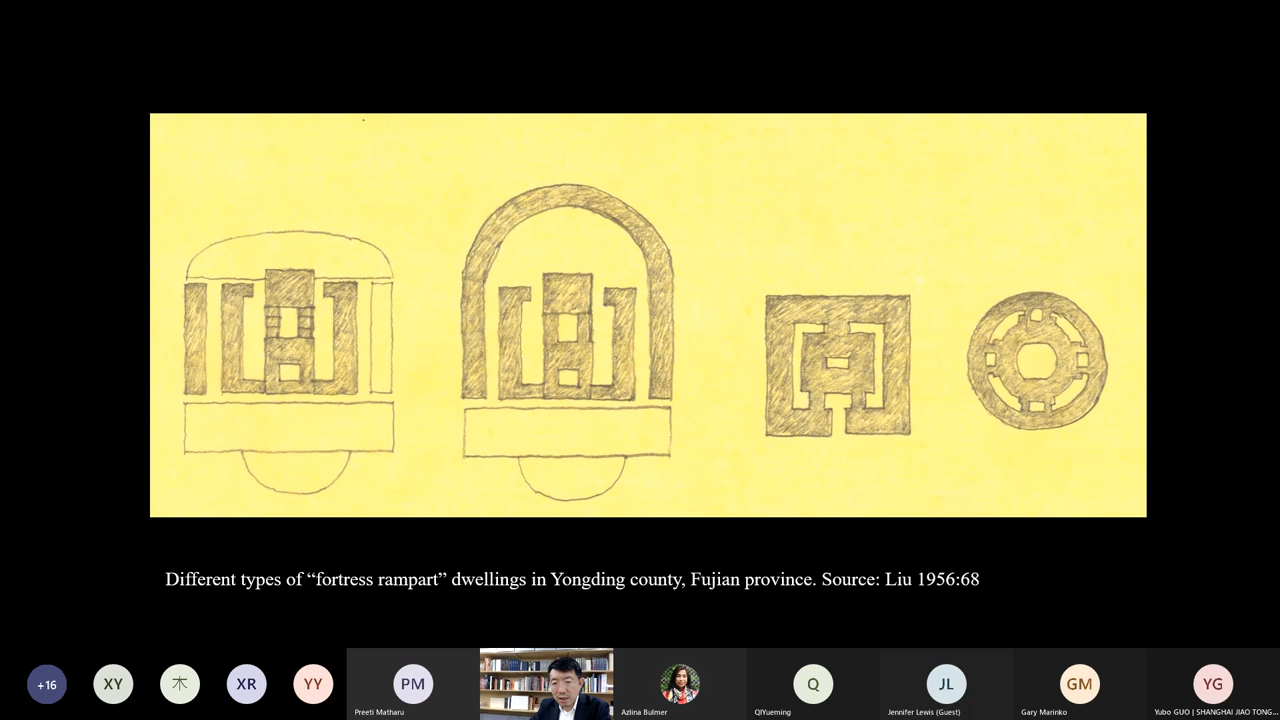 Different types of “fortress rampart” dwellings in Yongding county, Fujian province. Source: Liu 1956:68
+16
XY
木
XR
YY
PM
Preeti Matharu
Azlina Bulmer
Q
QIYueming
JL
Jennifer Lewis (Guest)
GM
Gary Marinko
YG
Yubo GUO | SHANGHAI JIAO TONG...